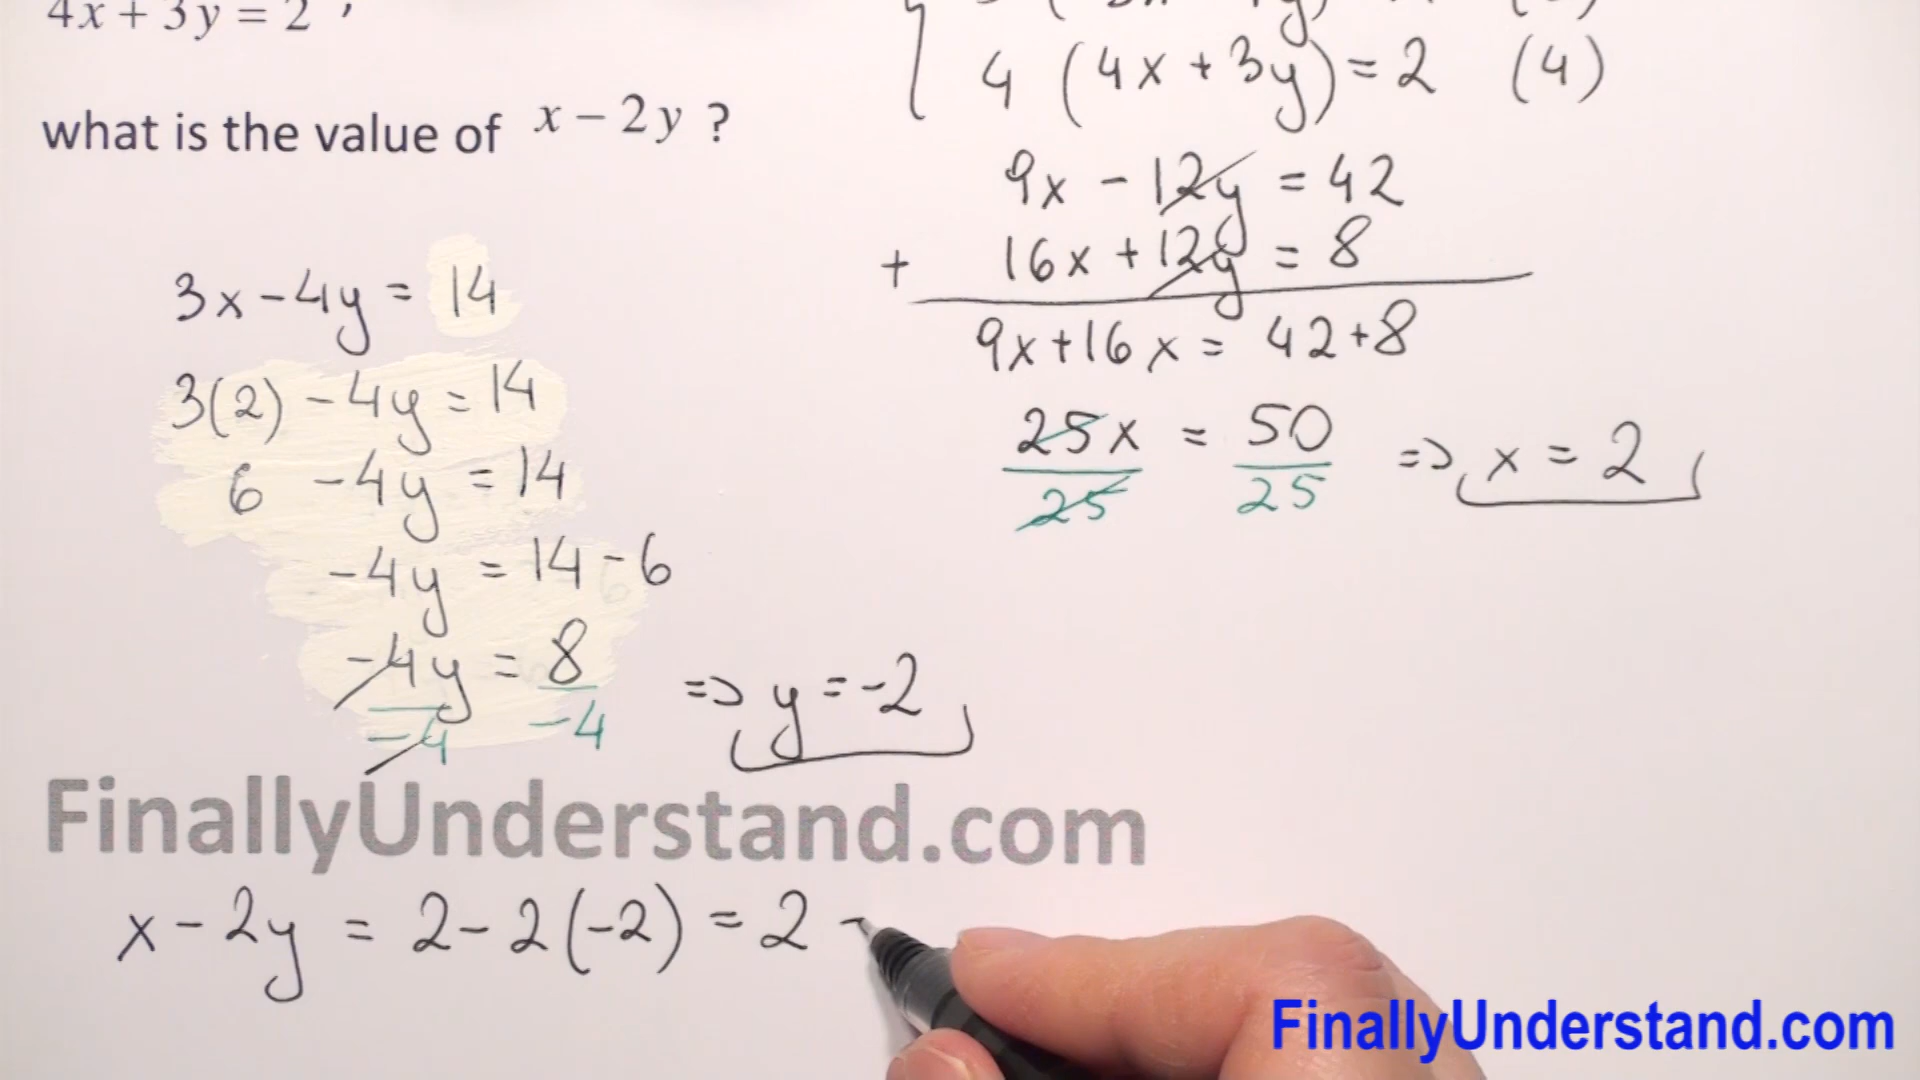 4x + 3y = 2 ,
what is the value of x − 2y ?
4 (4x + 3y) = 2 (4)
9x − 12y = 42
+ 16x + 12y = 8
9x + 16x = 42 + 8
25x = 50 => x = 2
25 25
3x − 4y = 14
3(2) − 4y = 14
6 − 4y = 14
−4y = 14 − 6
−4y = 8 => y = −2
−4 −4
FinallyUnderstand.com
x − 2y = 2 − 2(−2) = 2 −
FinallyUnderstand.com